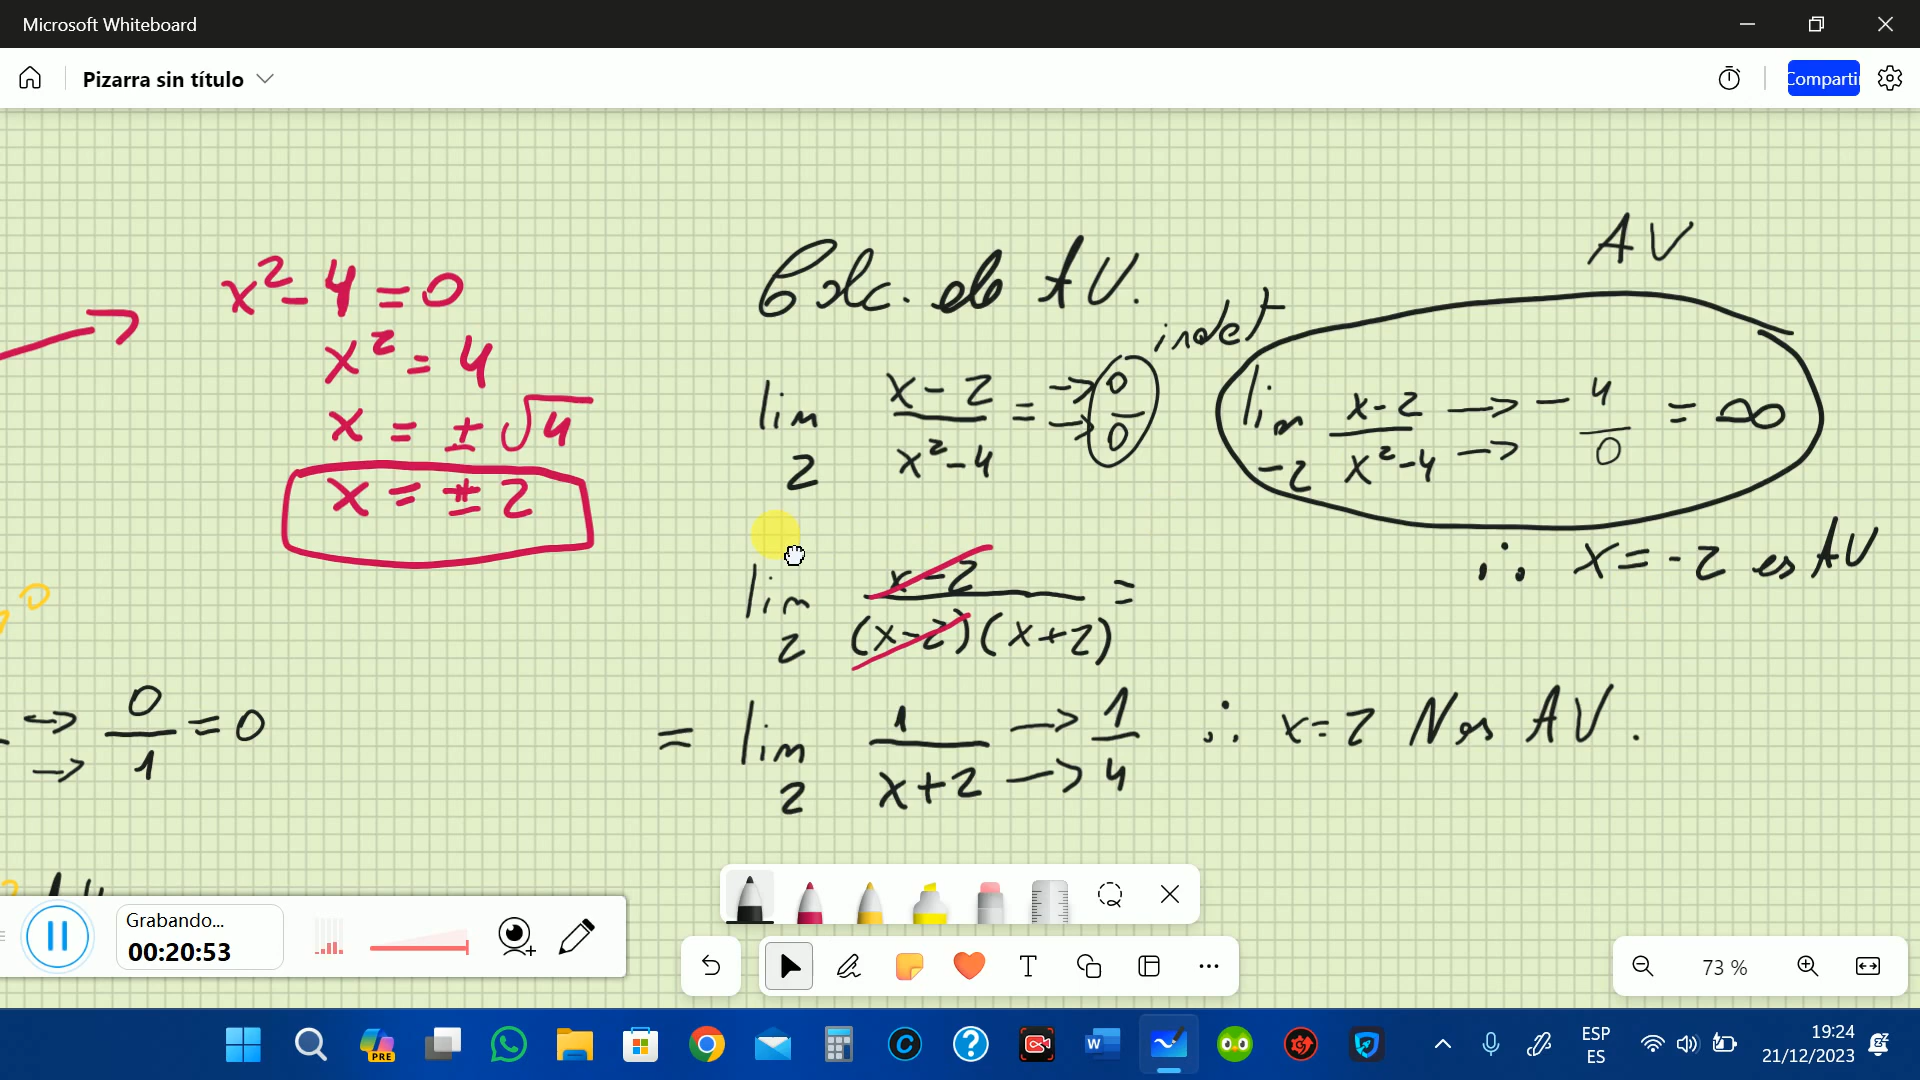 Microsoft Whiteboard
Pizarra sin título
Comparti
x² - 4 = 0
x² = 4
x = ± √4
x = ± 2
0
→ 0/1 = 0
→
Calc. de AV.
indet
lim 2 x-2 / x²-4 = →0 / →0
lim 2 x-2 / (x-2)(x+2) =
= lim 2 1 / x+2 → 1 / → 4 ∴ x=2 No es AV.
AV
lim -2 x-2 / x²-4 → -4 / → 0 = ∞
∴ x = -2 es AV
Grabando...
00:20:53
T
73 %
PRE
W
ESP
ES
19:24
21/12/2023